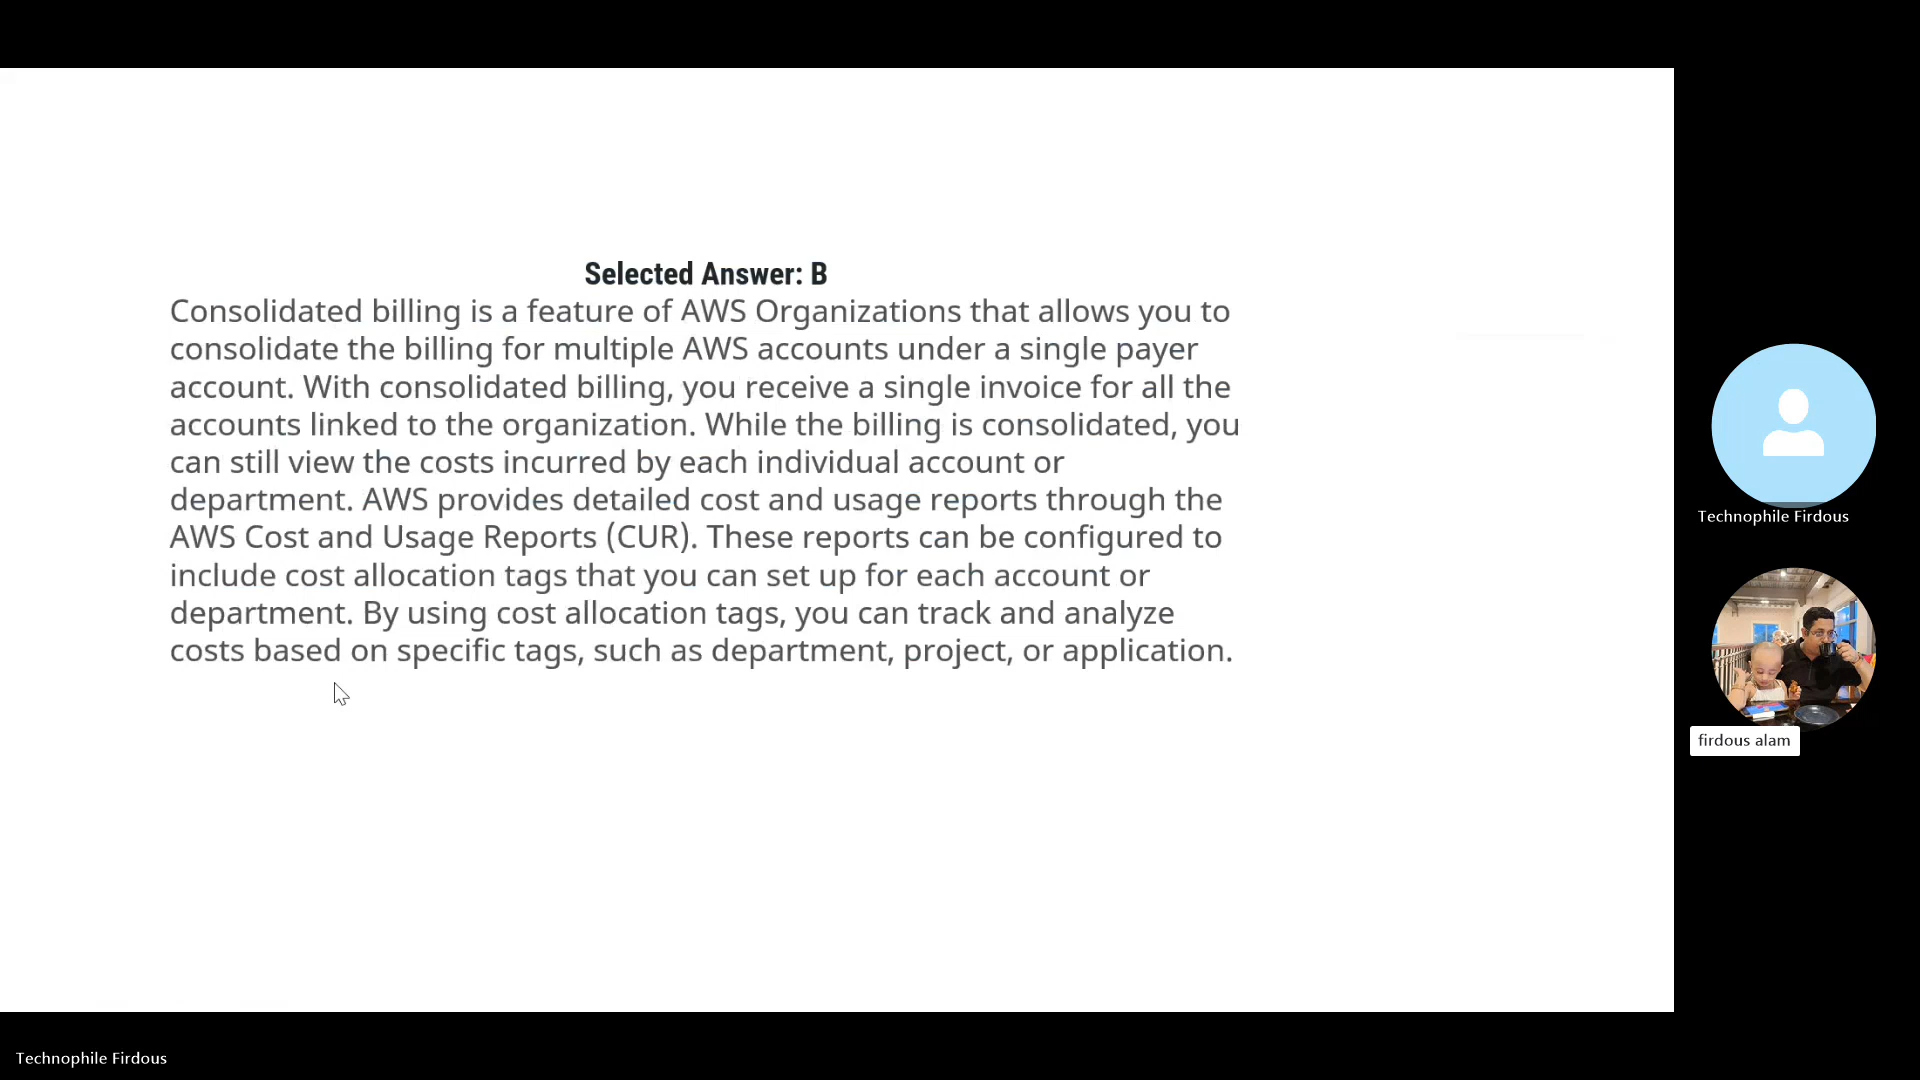 Selected Answer: B
Consolidated billing is a feature of AWS Organizations that allows you to
consolidate the billing for multiple AWS accounts under a single payer
account. With consolidated billing, you receive a single invoice for all the
accounts linked to the organization. While the billing is consolidated, you
can still view the costs incurred by each individual account or
department. AWS provides detailed cost and usage reports through the
AWS Cost and Usage Reports (CUR). These reports can be configured to
include cost allocation tags that you can set up for each account or
department. By using cost allocation tags, you can track and analyze
costs based on specific tags, such as department, project, or application.
Technophile Firdous
firdous alam
Technophile Firdous